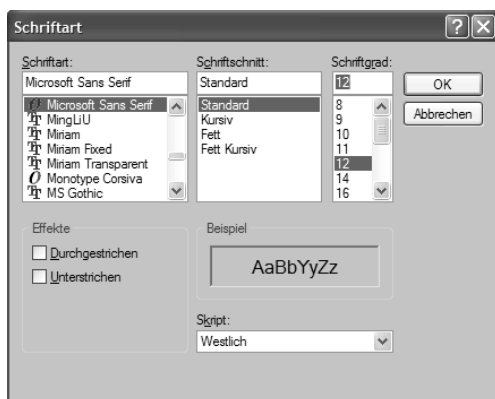 Schriftart
Schriftart:
Microsoft Sans Serif
Microsoft Sans Serif
MingLiU
Miriam
Miriam Fixed
Miriam Transparent
Monotype Corsiva
MS Gothic
Schriftschnitt:
Standard
Standard
Kursiv
Fett
Fett Kursiv
Schriftgrad:
12
8
9
10
11
12
14
16
OK
Abbrechen
Effekte
Durchgestrichen
Unterstrichen
Beispiel
AaBbYyZz
Skript:
Westlich